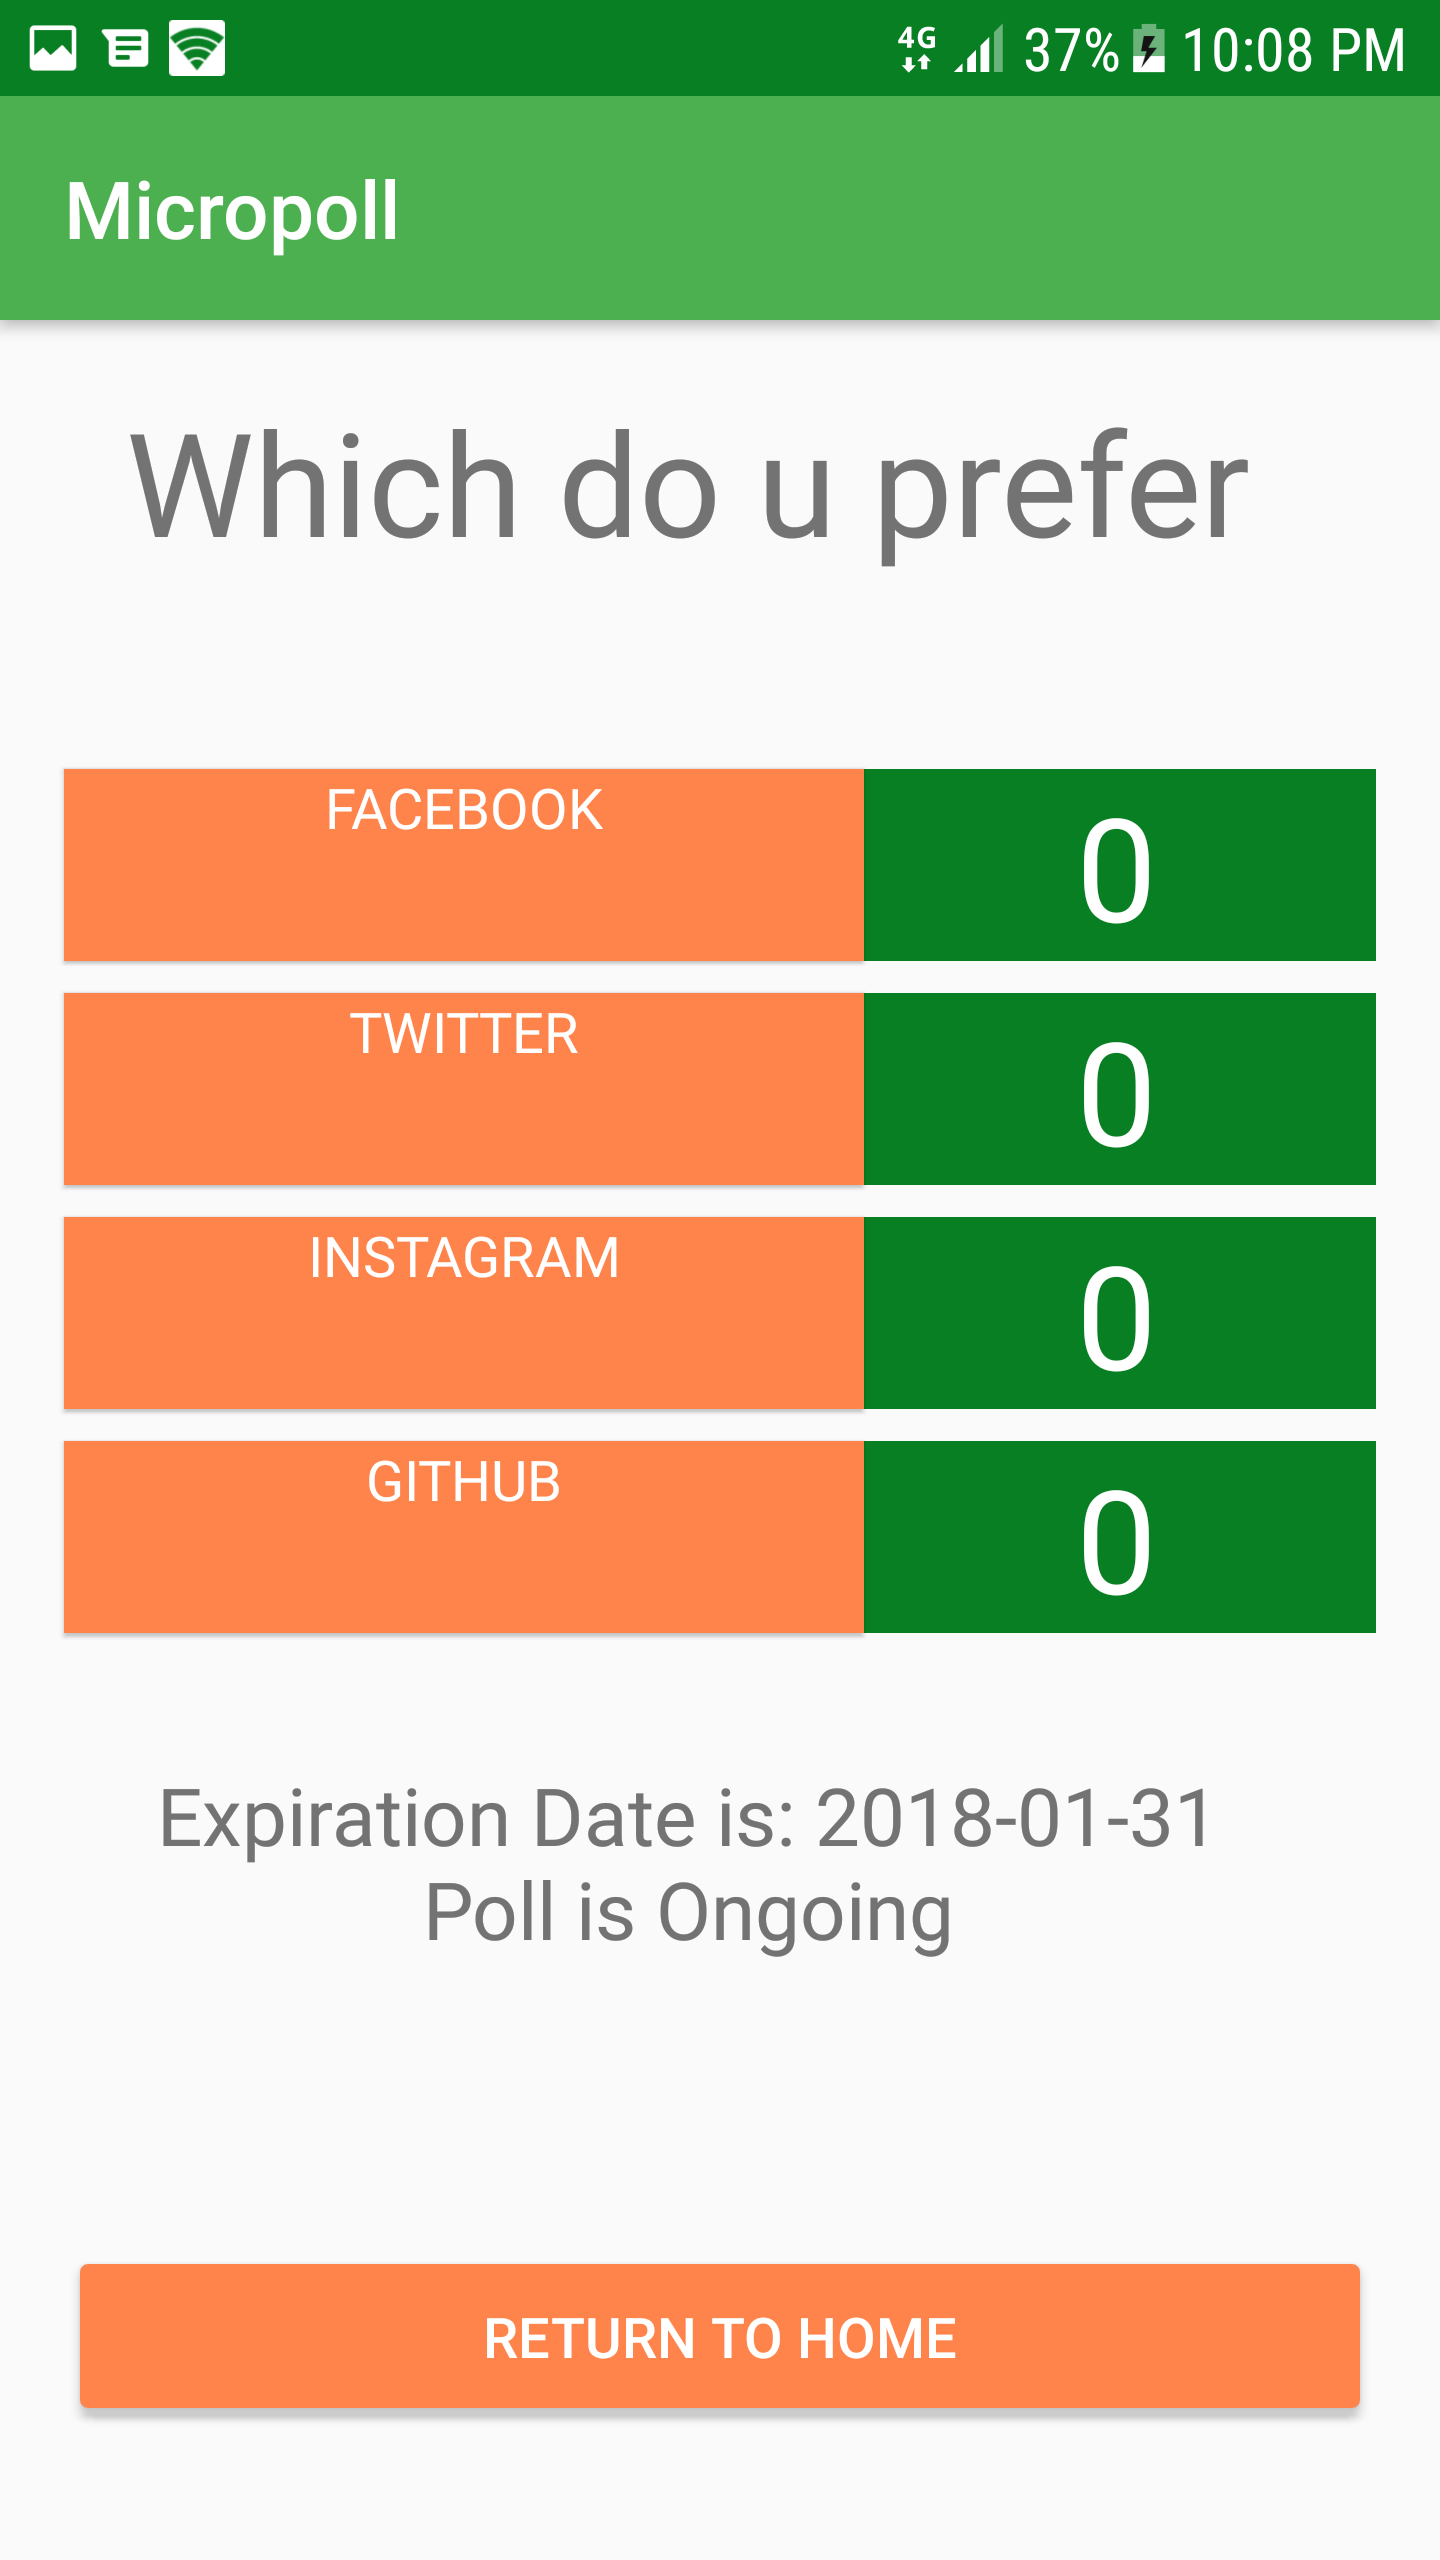 4G 37% 10:08 PM
Micropoll
Which do u prefer
FACEBOOK 0
TWITTER 0
INSTAGRAM 0
GITHUB 0
Expiration Date is: 2018-01-31
Poll is Ongoing
RETURN TO HOME